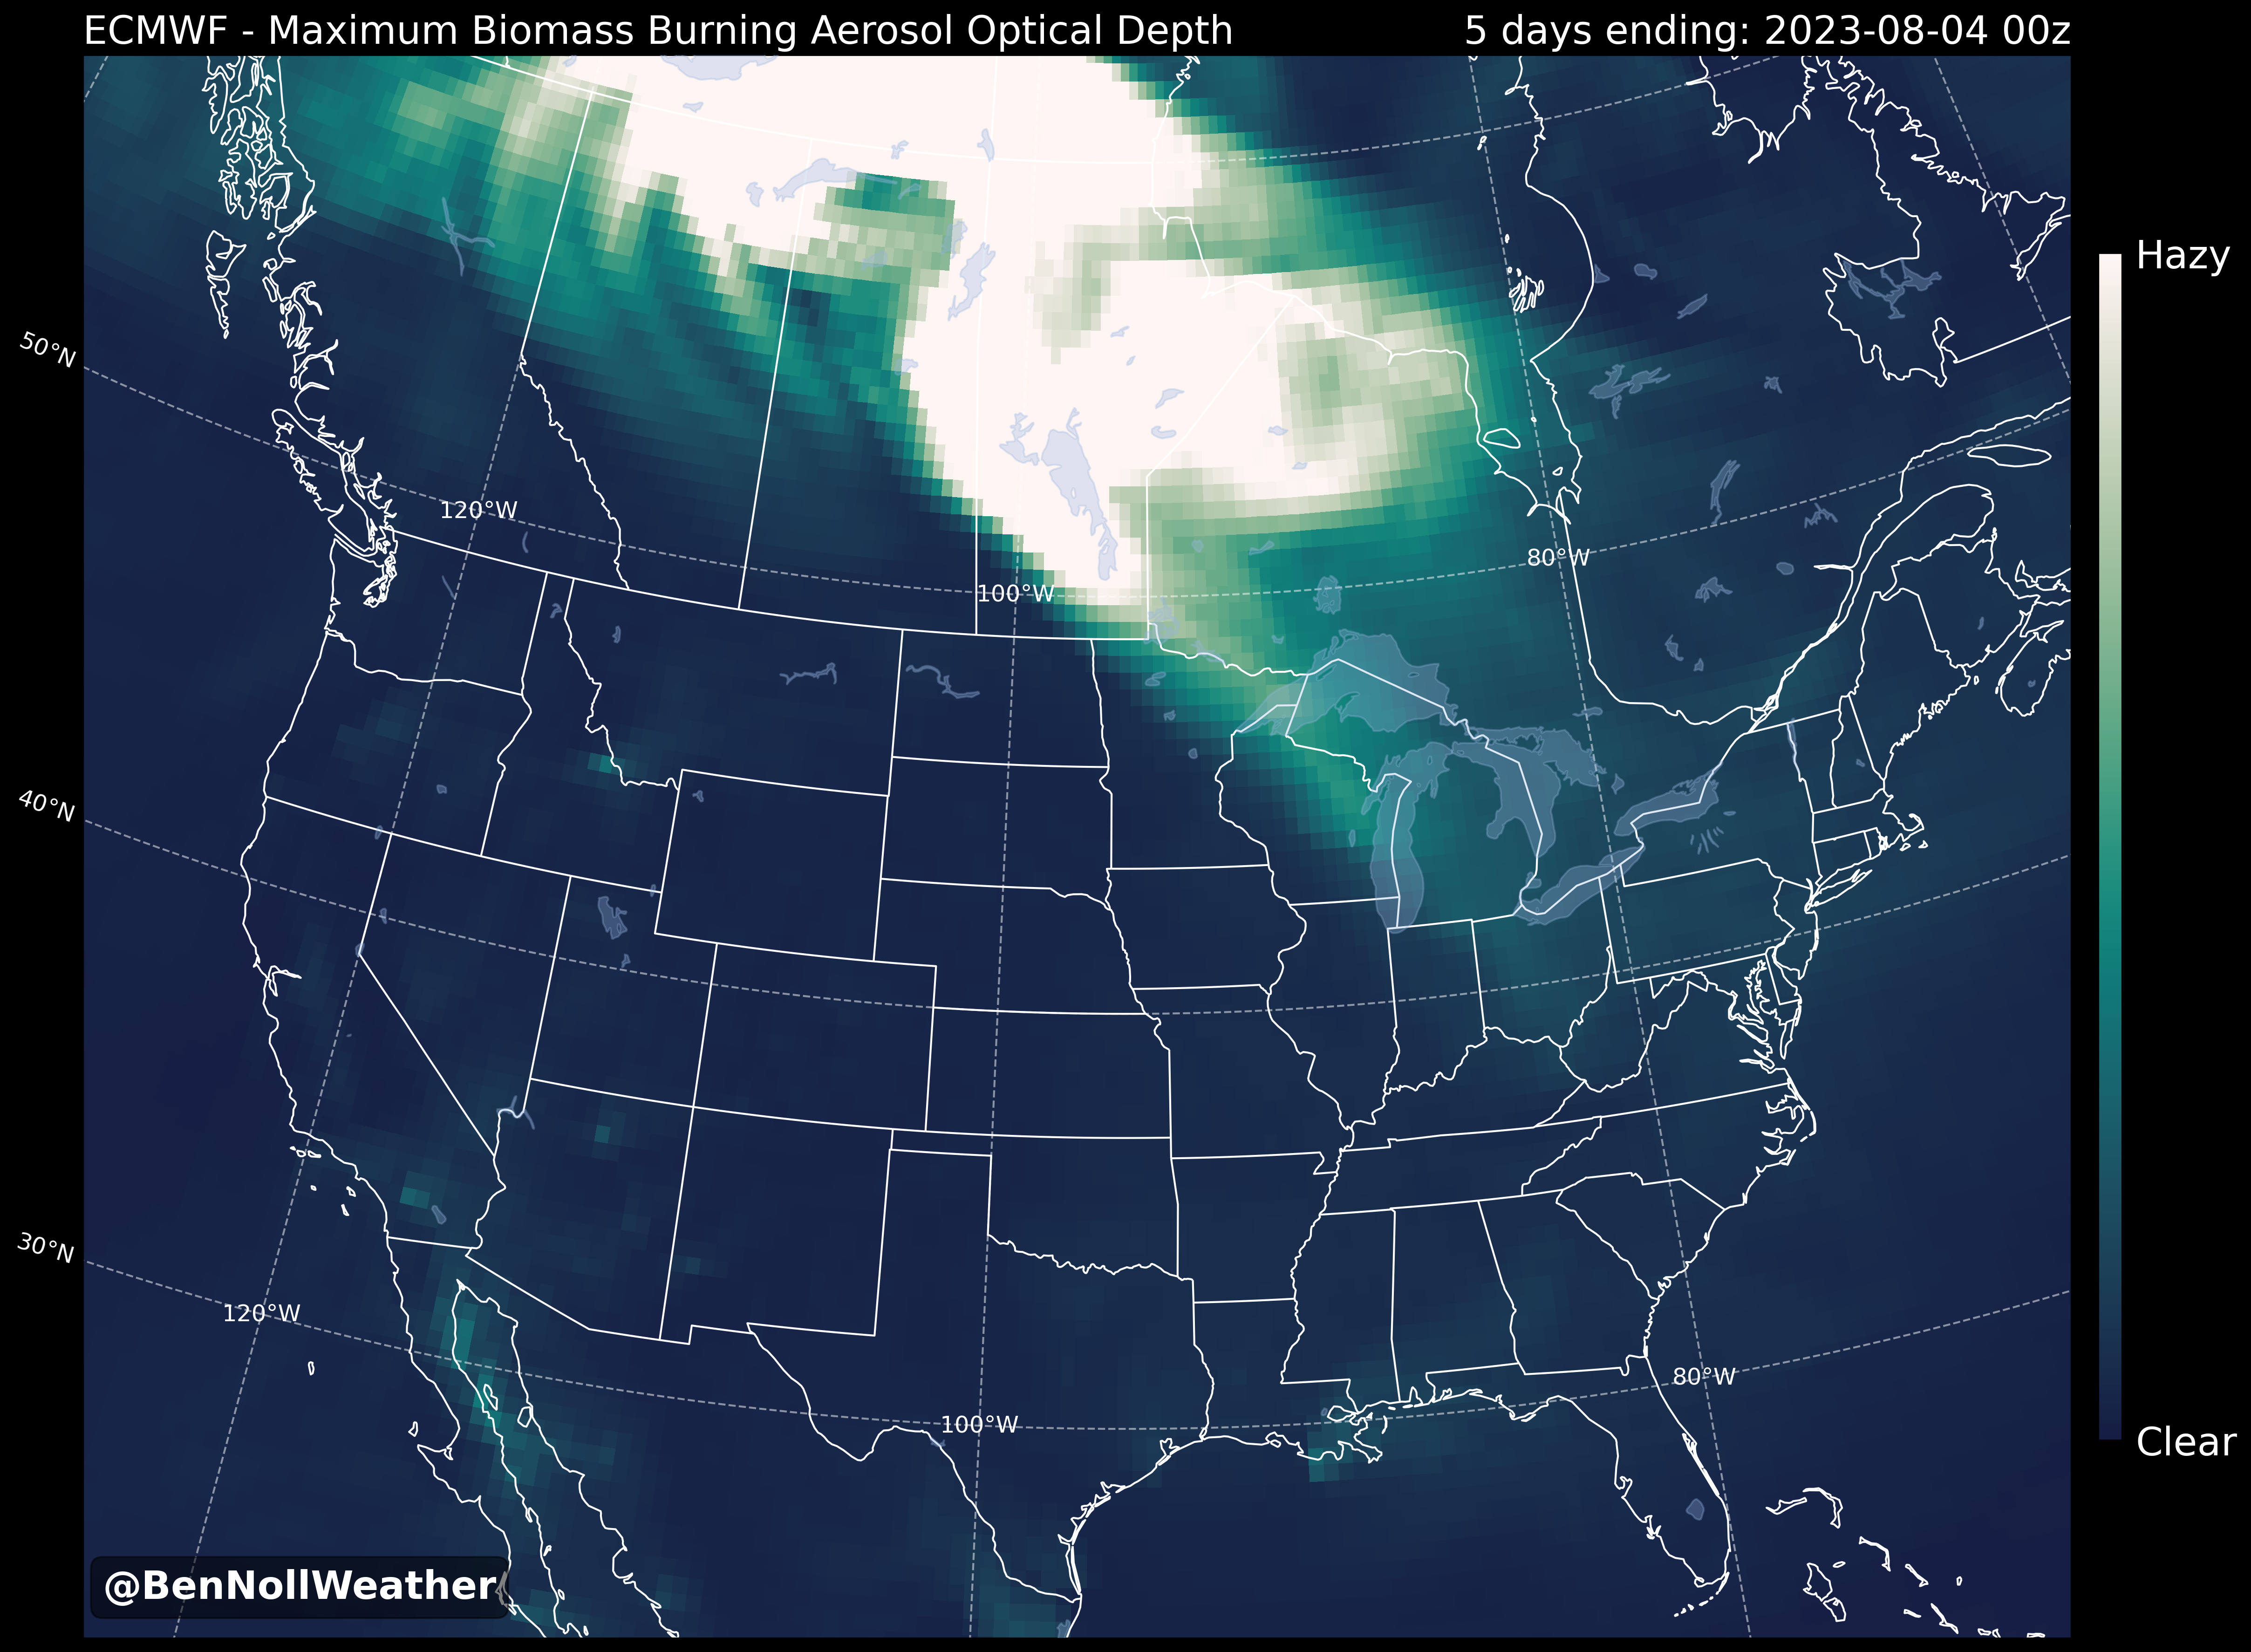 ECMWF - Maximum Biomass Burning Aerosol Optical Depth
5 days ending: 2023-08-04 00z
Hazy
50°N
120°W
80°W
100°W
40°N
30°N
120°W
80°W
100°W
Clear
@BenNollWeather